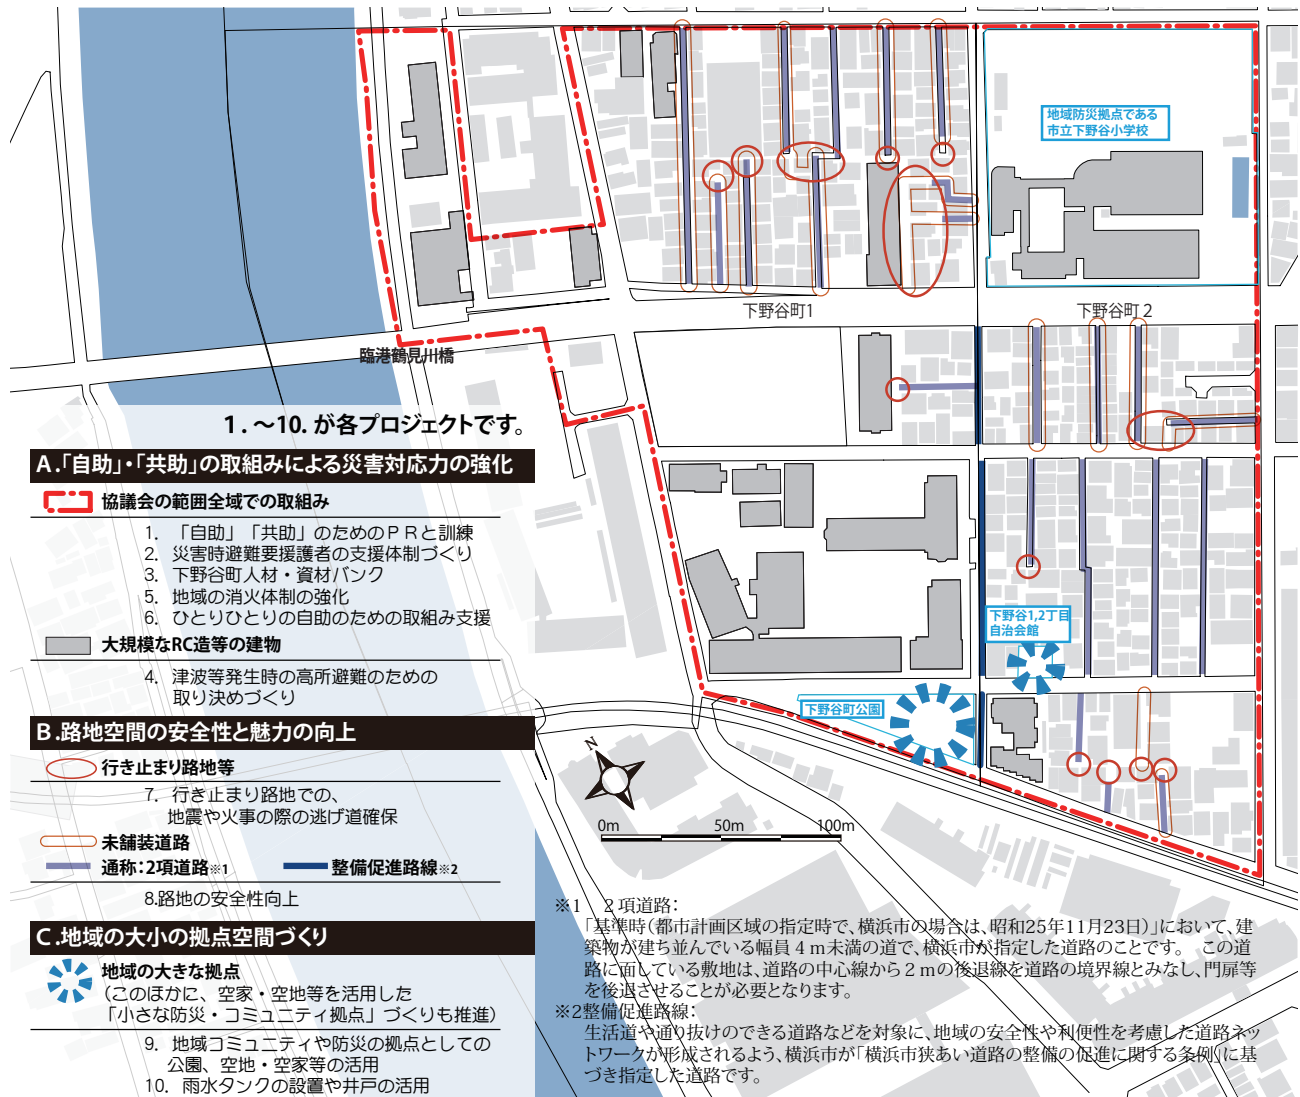 地域防災拠点である
市立下野谷小学校
下野谷町1
下野谷町２
臨港鶴見川橋
1．～10. が各プロジェクトです。
A.「自助」・「共助」の取組みによる災害対応力の強化
協議会の範囲全域での取組み
1. 「自助」「共助」のためのＰＲと訓練
2. 災害時避難要援護者の支援体制づくり
3. 下野谷町人材・資材バンク
5. 地域の消火体制の強化
6. ひとりひとりの自助のための取組み支援
大規模なRC造等の建物
4. 津波等発生時の高所避難のための
取り決めづくり
B.路地空間の安全性と魅力の向上
行き止まり路地等
7. 行き止まり路地での、
地震や火事の際の逃げ道確保
未舗装道路
通称：2項道路※1
整備促進路線※2
8.路地の安全性向上
C.地域の大小の拠点空間づくり
地域の大きな拠点
（このほかに、空家・空地等を活用した
「小さな防災・コミュニティ拠点」づくりも推進）
9. 地域コミュニティや防災の拠点としての
公園、空地・空家等の活用
10. 雨水タンクの設置や井戸の活用
下野谷1,2丁目
自治会館
下野谷町公園
N
0m 50m 100m
※1　２項道路：
「基準時（都市計画区域の指定時で、横浜市の場合は、昭和25年11月23日）」において、建
築物が建ち並んでいる幅員４ｍ未満の道で、横浜市が指定した道路のことです。　この道
路に面している敷地は、道路の中心線から２ｍの後退線を道路の境界線とみなし、門扉等
を後退させることが必要となります。
※2整備促進路線：
生活道や通り抜けのできる道路などを対象に、地域の安全性や利便性を考慮した道路ネッ
トワークが形成されるよう、横浜市が「横浜市狭あい道路の整備の促進に関する条例」に基
づき指定した道路です。